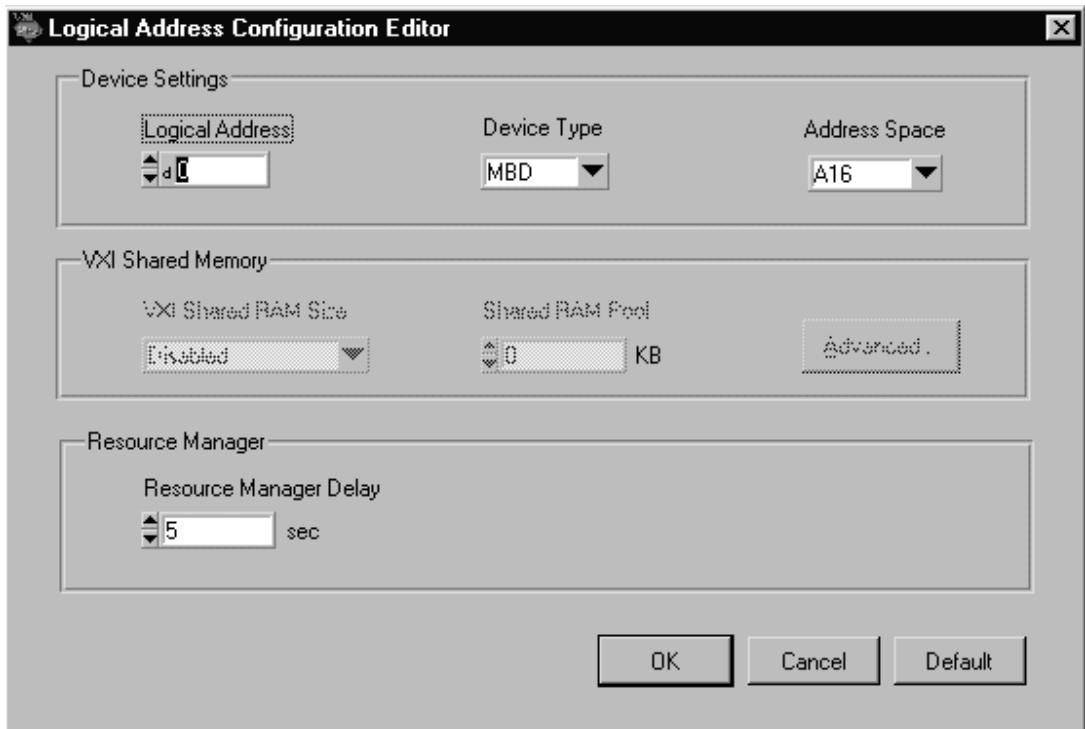 Logical Address Configuration Editor
Device Settings
Logical Address
Device Type
Address Space
d 0
MBD
A16
VXI Shared Memory
VXI Shared RAM Size
Shared RAM Pool
Disabled
0
KB
Advanced .
Resource Manager
Resource Manager Delay
5
sec
OK
Cancel
Default